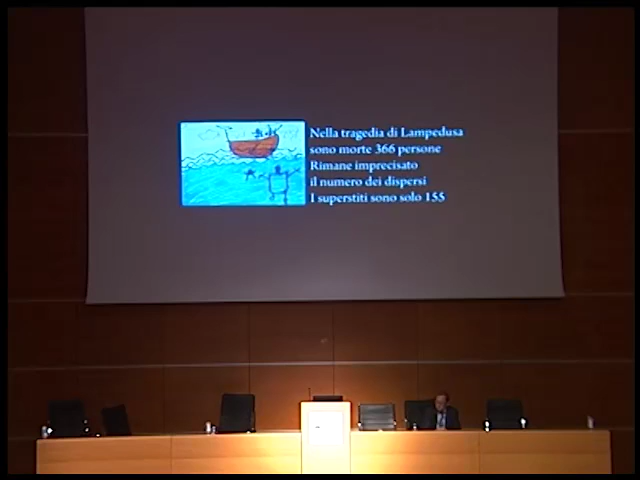 Nella tragedia di Lampedusa
sono morte 366 persone
Rimane imprecisato
il numero dei dispersi
I superstiti sono solo 155